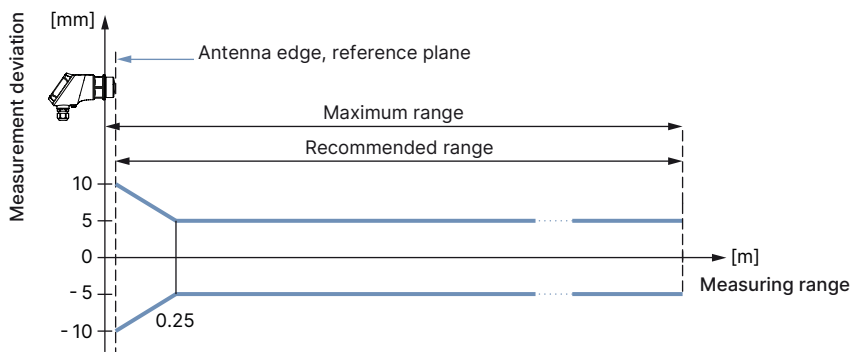 [mm]
Measurement deviation
Antenna edge, reference plane
Maximum range
Recommended range
10
5
0
[m]
- 5
Measuring range
- 10
0.25